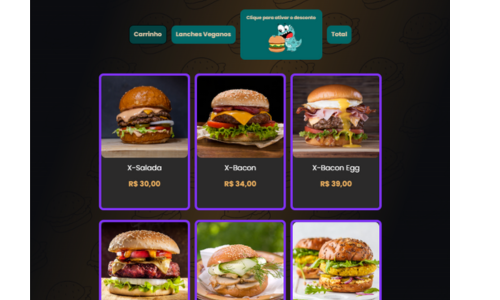 Clique para ativar o desconto
Carrinho
Lanches Veganos
Total
X-Salada
X-Bacon
X-Bacon Egg
R$ 30,00
R$ 34,00
R$ 39,00